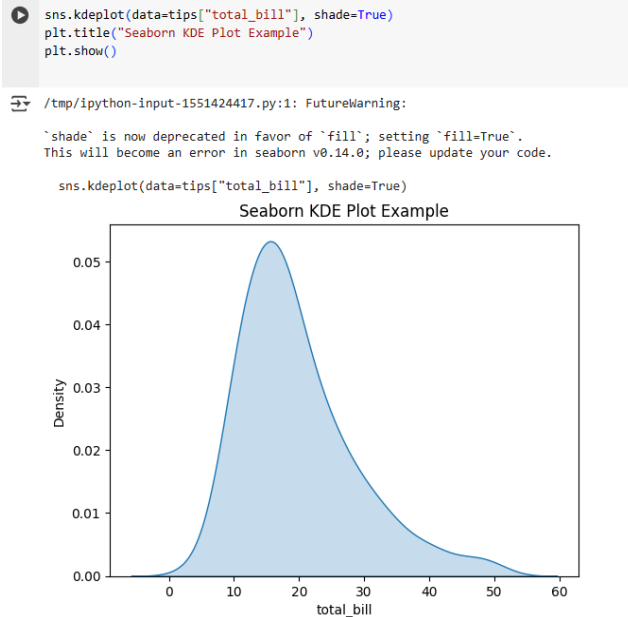 sns.kdeplot(data=tips["total_bill"], shade=True)
plt.title("Seaborn KDE Plot Example")
plt.show()
/tmp/ipython-input-1551424417.py:1: FutureWarning:
`shade` is now deprecated in favor of `fill`; setting `fill=True`.
This will become an error in seaborn v0.14.0; please update your code.
sns.kdeplot(data=tips["total_bill"], shade=True)
Seaborn KDE Plot Example
0.05
0.04
0.03
0.02
0.01
0.00
Density
0 10 20 30 40 50 60
total_bill